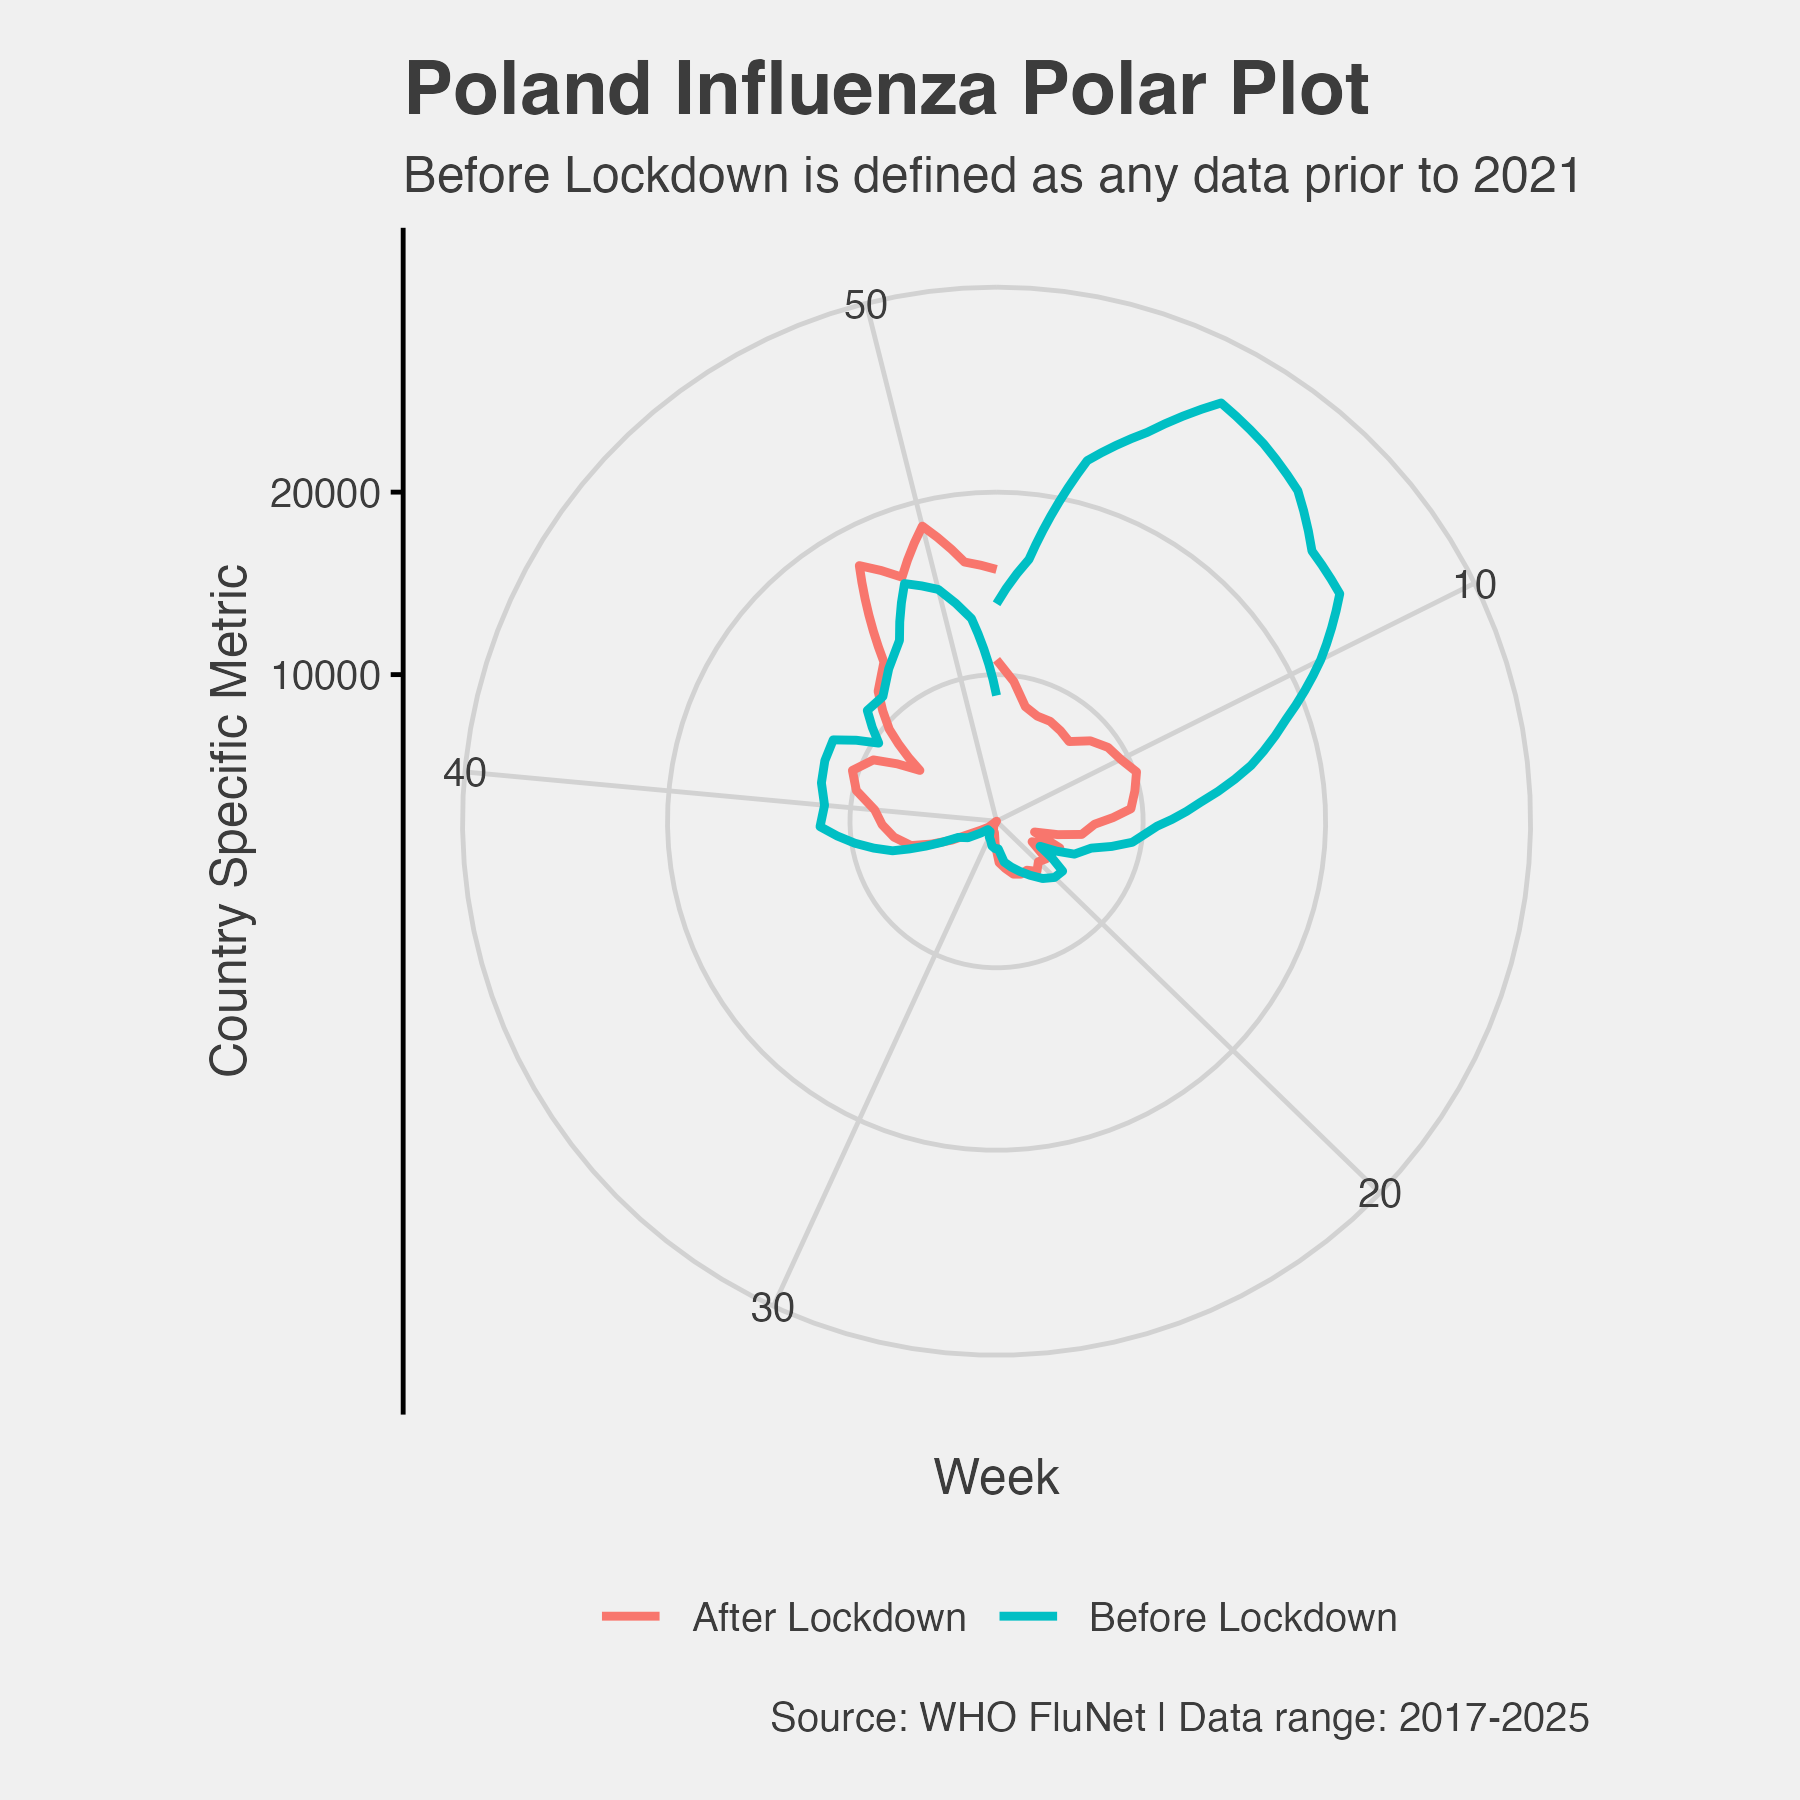 Poland Influenza Polar Plot
Before Lockdown is defined as any data prior to 2021
50
10
20000
10000
40
20
30
Country Specific Metric
Week
After Lockdown
Before Lockdown
Source: WHO FluNet | Data range: 2017-2025